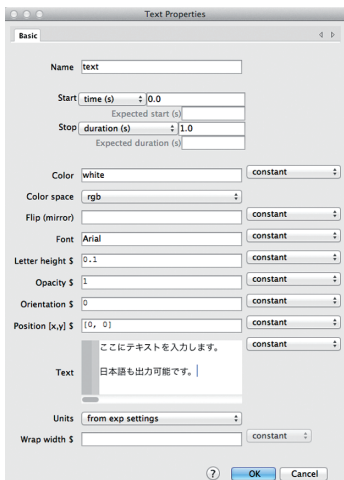 Text Properties
Basic
Name text
Start time (s) 0.0
Expected start (s)
Stop duration (s) 1.0
Expected duration (s)
Color white constant
Color space rgb
Flip (mirror) constant
Font Arial constant
Letter height $ 0.1 constant
Opacity $ 1 constant
Orientation $ 0 constant
Position [x,y] $ [0, 0] constant
ここにテキストを入力します。 constant
Text 日本語も出力可能です。
Units from exp settings
Wrap width $ constant
? OK Cancel